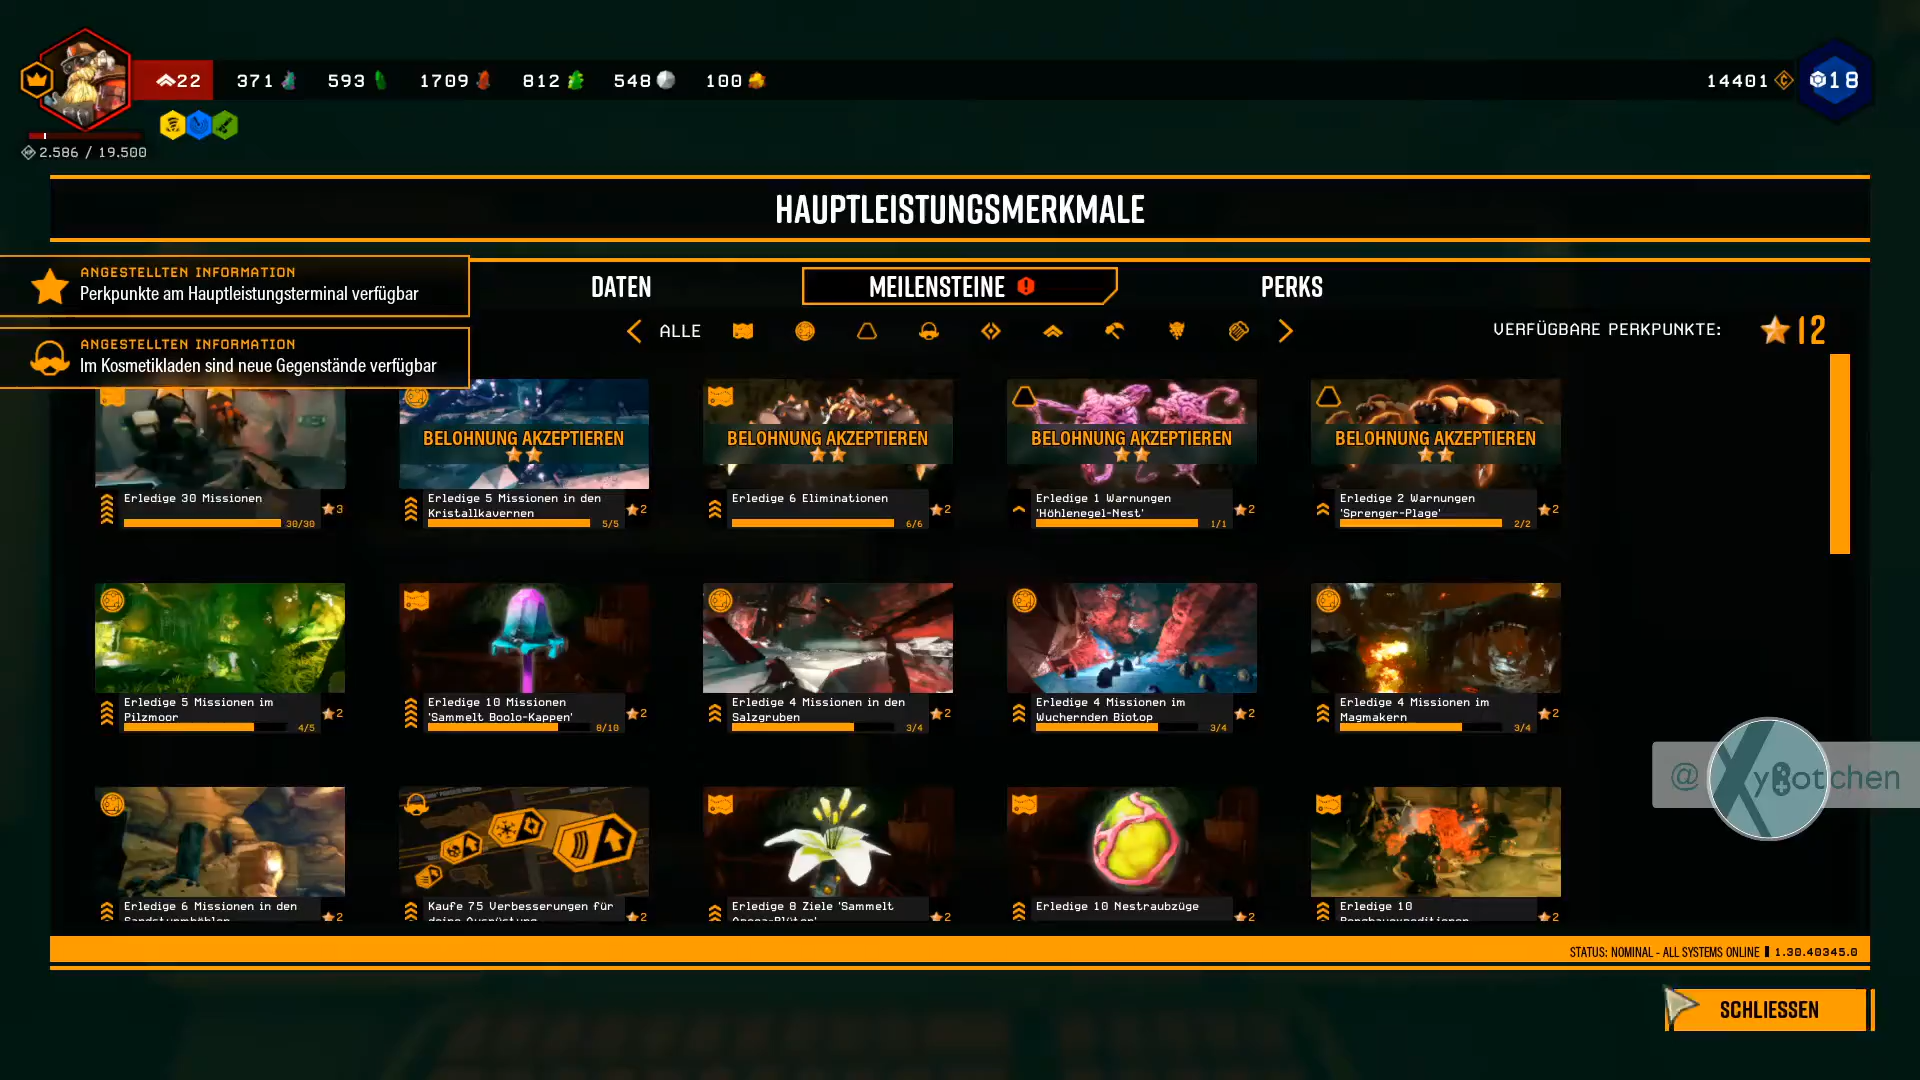 22 371 593 1709 812 548 100 14401 18
2.586 / 19.500
HAUPTLEISTUNGSMERKMALE
ANGESTELLTEN INFORMATION
Perkpunkte am Hauptleistungsterminal verfügbar
ANGESTELLTEN INFORMATION
Im Kosmetikladen sind neue Gegenstände verfügbar
DATEN MEILENSTEINE PERKS
ALLE
VERFÜGBARE PERKPUNKTE: 12
Erledige 30 Missionen
3
30/30
BELOHNUNG AKZEPTIEREN
Erledige 5 Missionen in den
Kristallkavernen
2
5/5
BELOHNUNG AKZEPTIEREN
Erledige 6 Eliminationen
2
6/6
BELOHNUNG AKZEPTIEREN
Erledige 1 Warnungen
'Höhlenegel-Nest'
2
1/1
BELOHNUNG AKZEPTIEREN
Erledige 2 Warnungen
'Sprenger-Plage'
2
2/2
Erledige 5 Missionen im
Pilzmoor
2
4/5
Erledige 10 Missionen
'Sammelt Boolo-Kappen'
2
8/10
Erledige 4 Missionen in den
Salzgruben
2
3/4
Erledige 4 Missionen im
Wuchernden Biotop
2
3/4
Erledige 4 Missionen im
Magmakern
2
3/4
Erledige 6 Missionen in den
Sandsturmhöhlen
2
Kaufe 75 Verbesserungen für
deine Ausrüstung
2
Erledige 8 Ziele 'Sammelt
Apoca-Blüten'
2
Erledige 10 Nestraubzüge
2
Erledige 10
Bergbauexpeditionen
2
@XyBotchen
STATUS: NOMINAL - ALL SYSTEMS ONLINE 1.30.40345.0
SCHLIESSEN